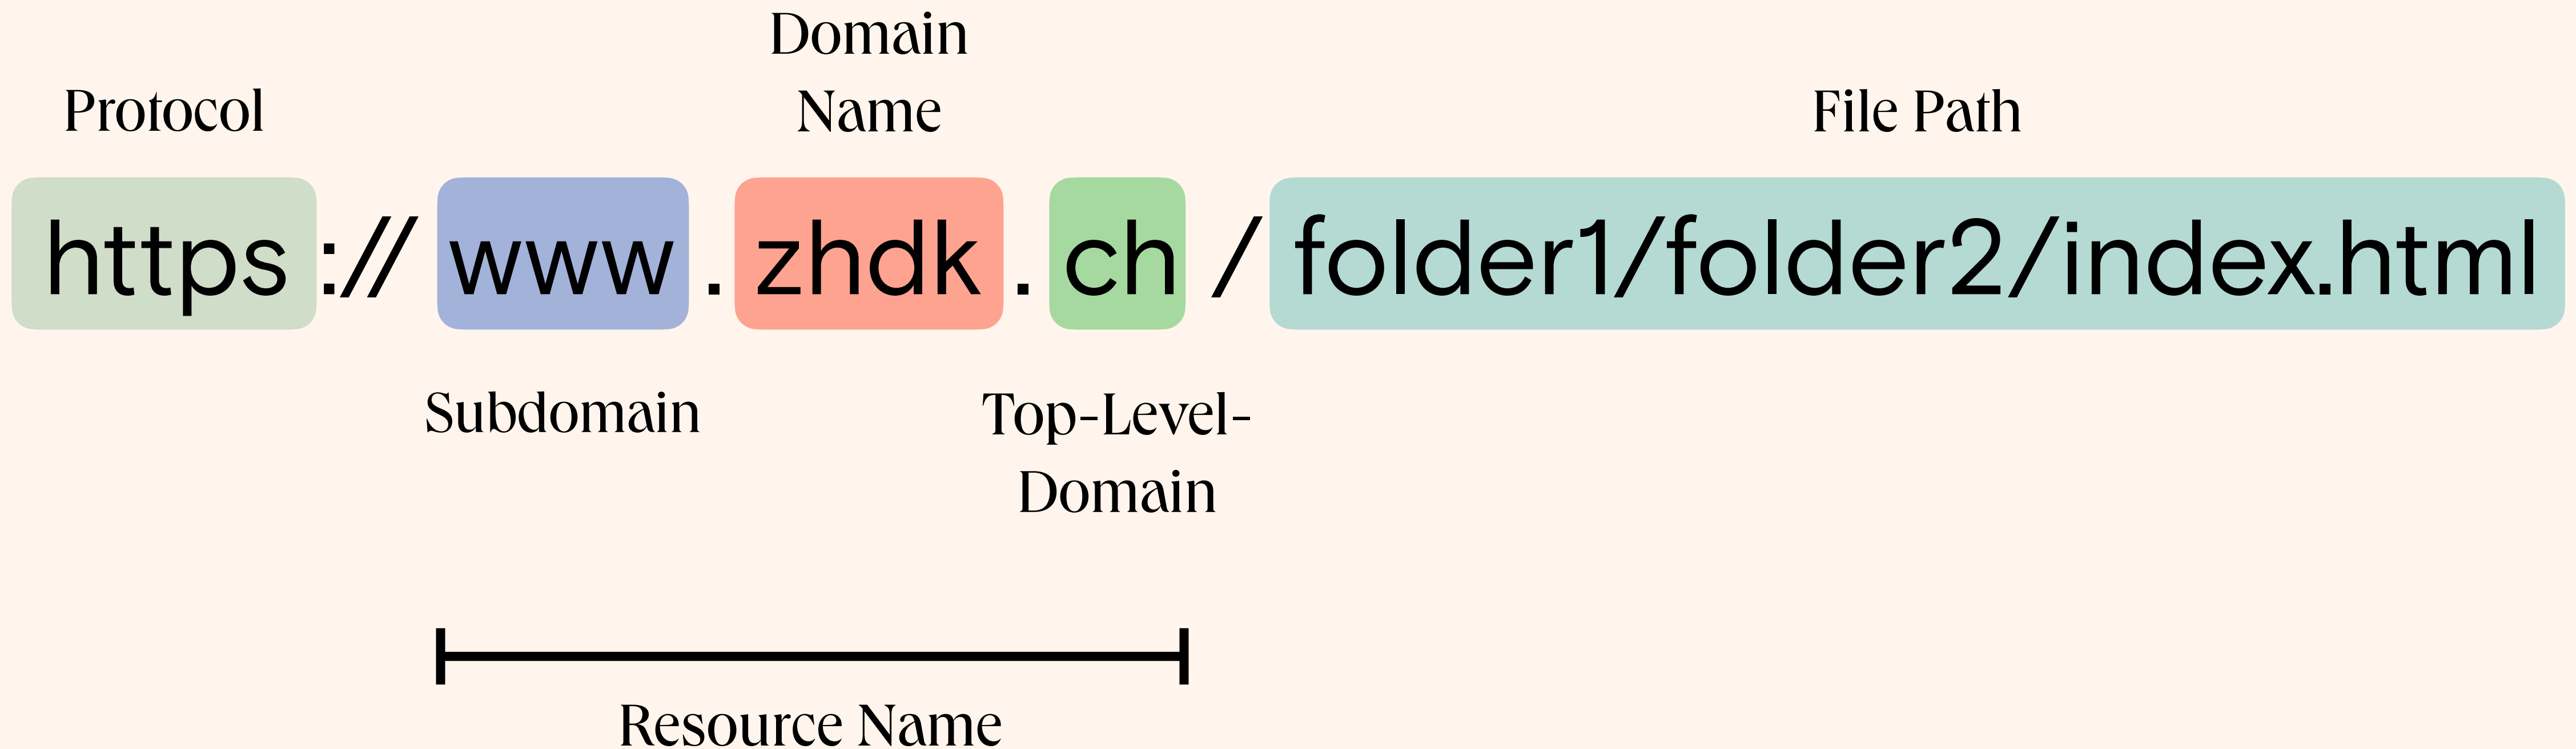 Domain
Protocol Name File Path
https://www.zhdk.ch/folder1/folder2/index.html
Subdomain Top-Level-
Domain
Resource Name